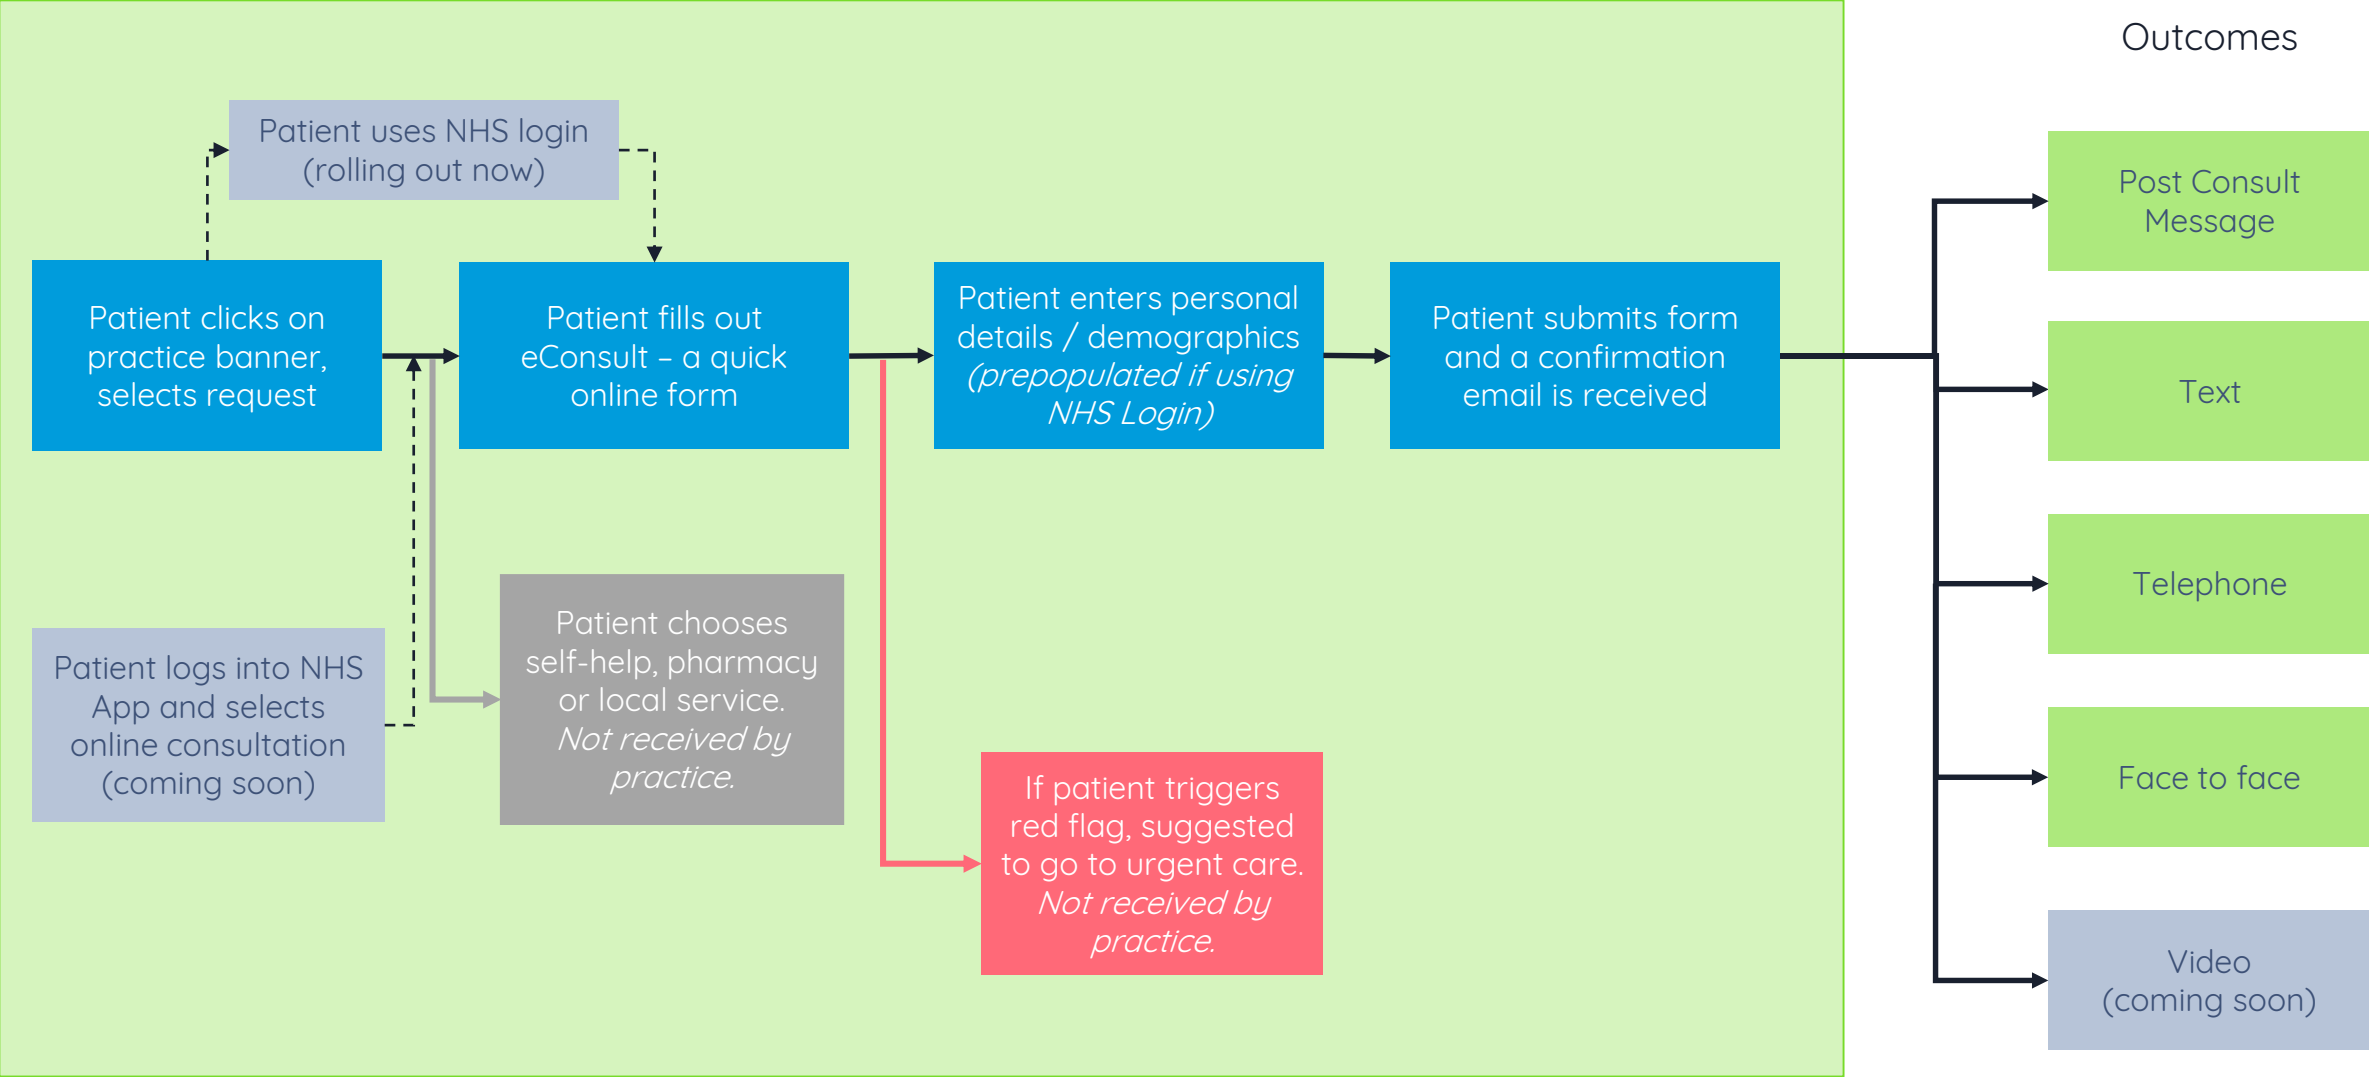 Outcomes
Patient uses NHS login
(rolling out now)
Patient clicks on
practice banner,
selects request
Patient fills out
eConsult – a quick
online form
Patient enters personal
details / demographics
(prepopulated if using
NHS Login)
Patient submits form
and a confirmation
email is received
Patient logs into NHS
App and selects
online consultation
(coming soon)
Patient chooses
self-help, pharmacy
or local service.
Not received by
practice.
If patient triggers
red flag, suggested
to go to urgent care.
Not received by
practice.
Post Consult
Message
Text
Telephone
Face to face
Video
(coming soon)